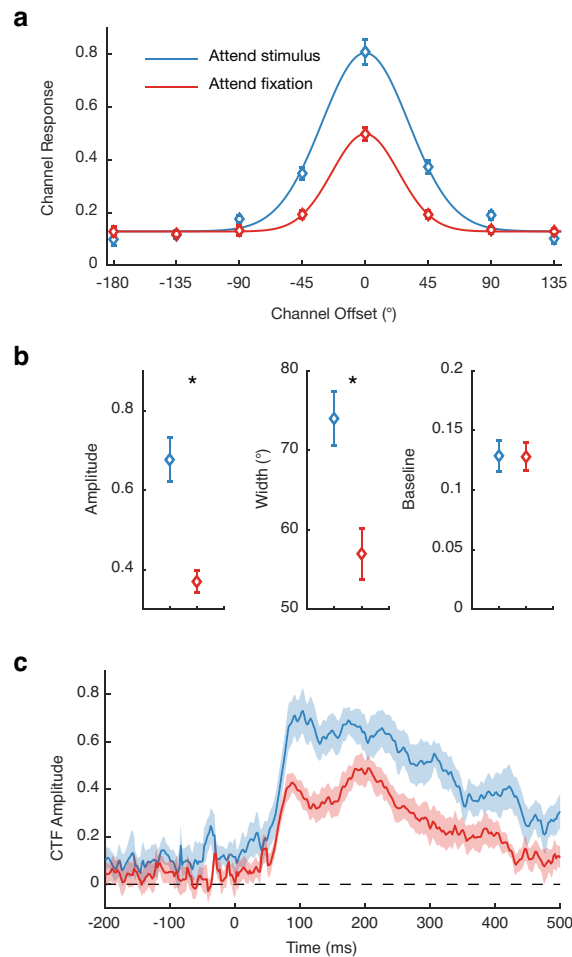 a
0.8
0.6
0.4
0.2
0
Channel Response
Attend stimulus
Attend fixation
-180 -135 -90 -45 0 45 90 135
Channel Offset (°)
b
0.8
0.6
0.4
Amplitude
*
80
70
60
50
Width (°)
*
0.2
0.15
0.1
0.05
0
Baseline
c
0.8
0.6
0.4
0.2
0
CTF Amplitude
-200 -100 0 100 200 300 400 500
Time (ms)